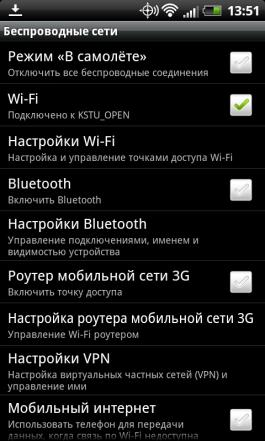 13:51
Беспроводные сети
Режим «В самолёте»
Отключить все беспроводные соединения
Wi-Fi
Подключено к KSTU_OPEN
Настройки Wi-Fi
Настройка и управление точками доступа Wi-Fi
Bluetooth
Включить Bluetooth
Настройки Bluetooth
Управление подключениями, именем и
видимостью устройства
Роутер мобильной сети 3G
Включить точку доступа
Настройка роутера мобильной сети 3G
Управление Wi-Fi роутером
Настройки VPN
Настройка виртуальных частных сетей (VPN) и
управление ими
Мобильный интернет
Использовать телефон для передачи
данных, когда связь по Wi-Fi недоступна